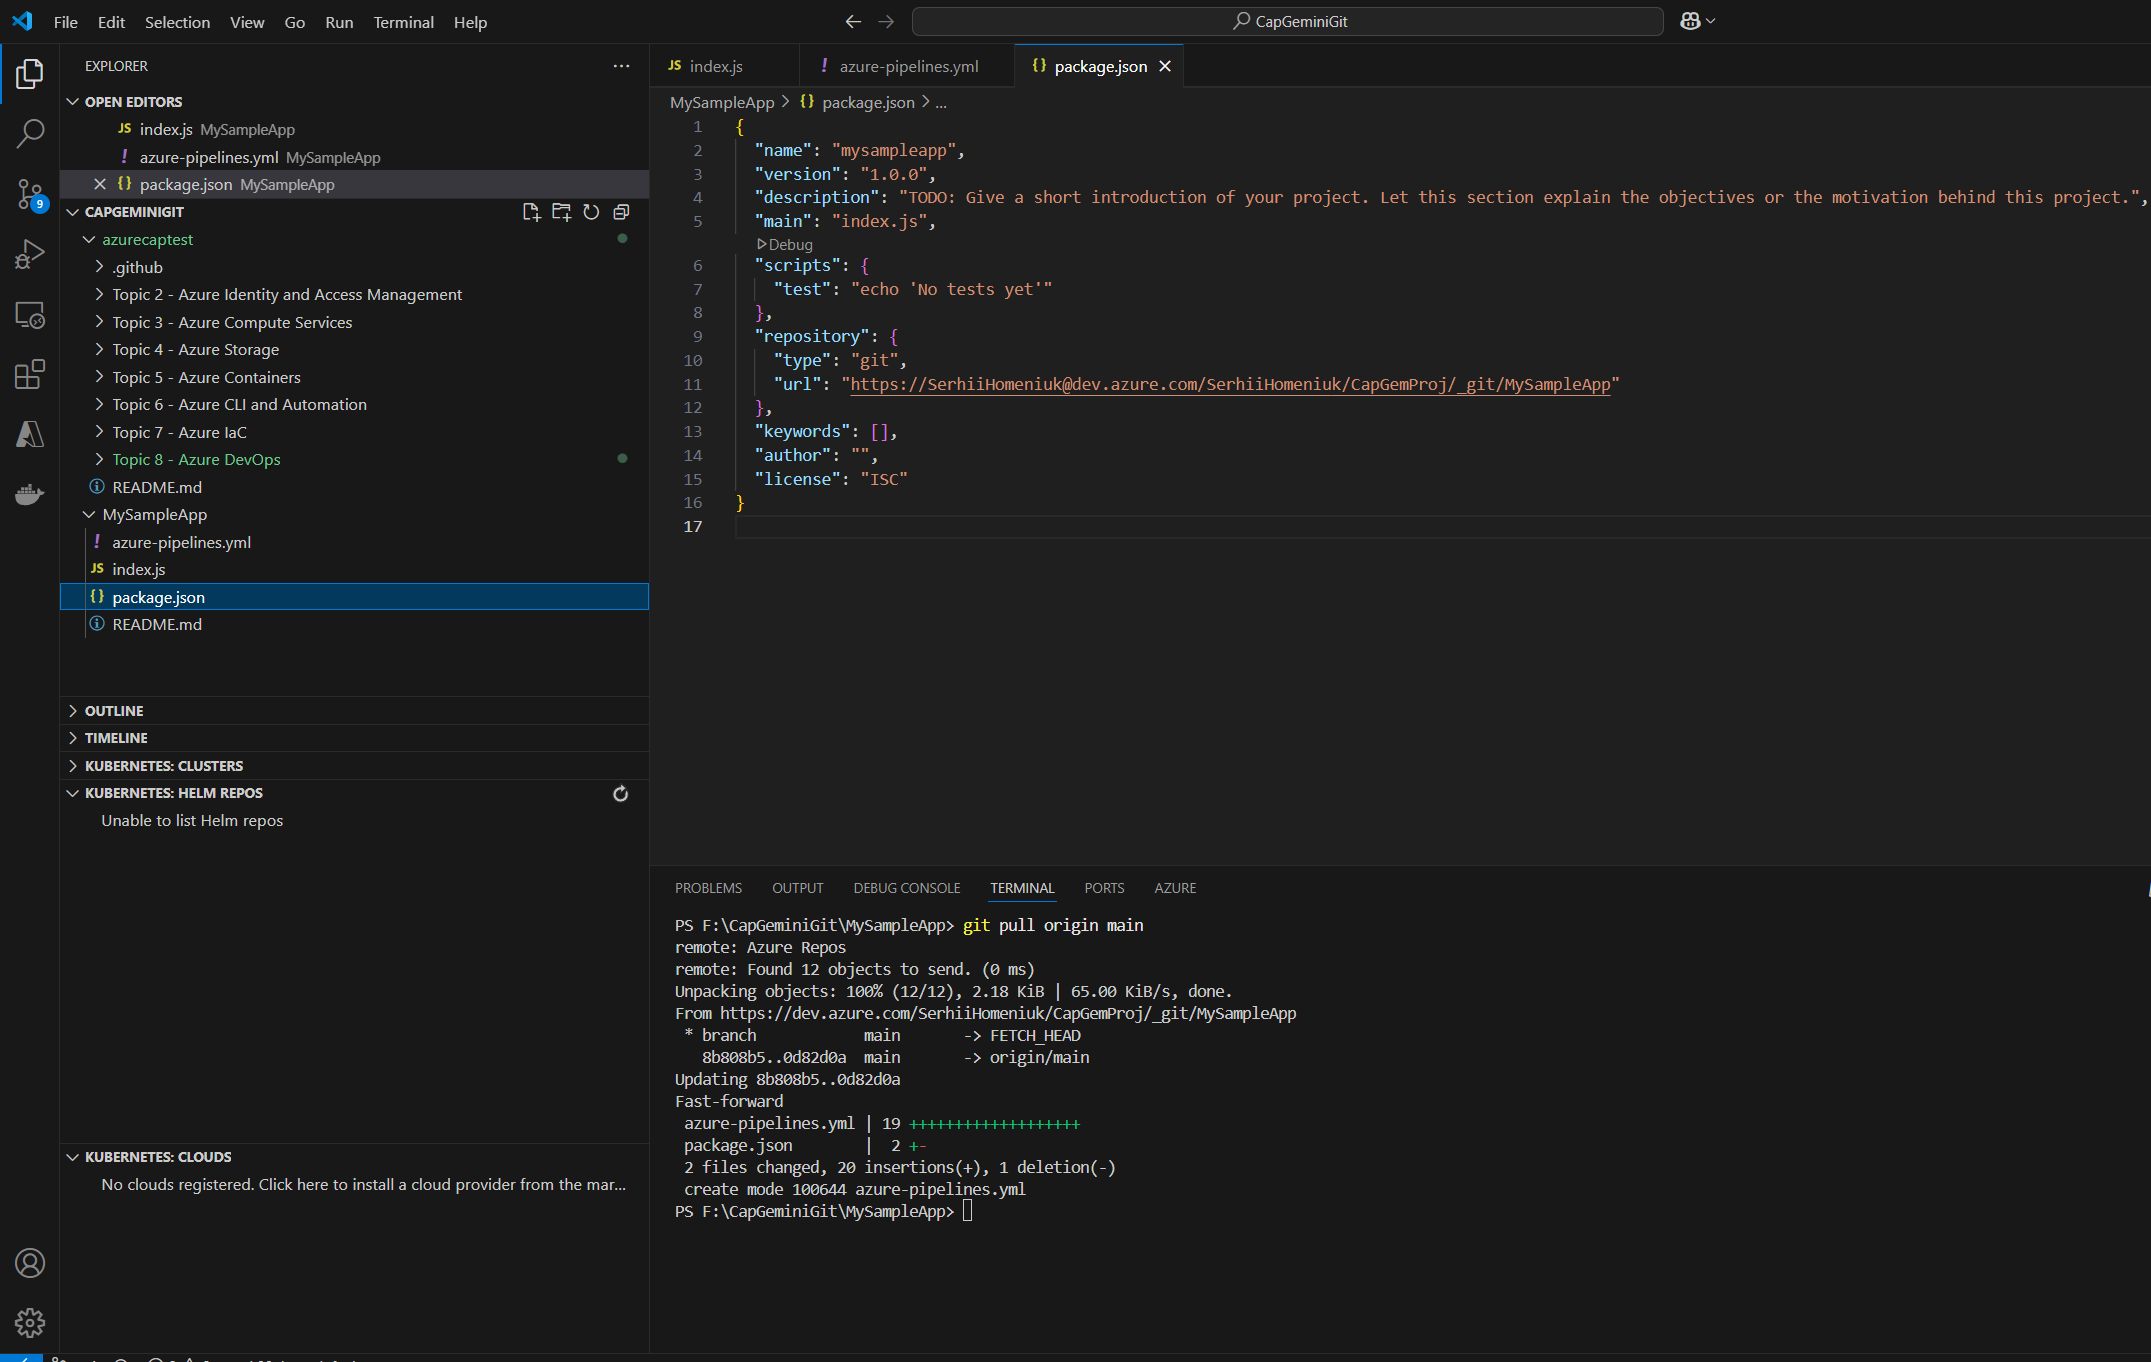 File Edit Selection View Go Run Terminal Help
CapGeminiGit
EXPLORER
OPEN EDITORS
JS index.js MySampleApp
! azure-pipelines.yml MySampleApp
{} package.json MySampleApp
9
CAPGEMINIGIT
azurecaptest
.github
Topic 2 - Azure Identity and Access Management
Topic 3 - Azure Compute Services
Topic 4 - Azure Storage
Topic 5 - Azure Containers
Topic 6 - Azure CLI and Automation
Topic 7 - Azure IaC
Topic 8 - Azure DevOps
README.md
MySampleApp
! azure-pipelines.yml
JS index.js
{} package.json
README.md
OUTLINE
TIMELINE
KUBERNETES: CLUSTERS
KUBERNETES: HELM REPOS
Unable to list Helm repos
KUBERNETES: CLOUDS
No clouds registered. Click here to install a cloud provider from the mar...
JS index.js ! azure-pipelines.yml {} package.json
MySampleApp > {} package.json > ...
1 {
2 "name": "mysampleapp",
3 "version": "1.0.0",
4 "description": "TODO: Give a short introduction of your project. Let this section explain the objectives or the motivation behind this project.",
5 "main": "index.js",
Debug
6 "scripts": {
7 "test": "echo 'No tests yet'"
8 },
9 "repository": {
10 "type": "git",
11 "url": "https://SerhiiHomeniuk@dev.azure.com/SerhiiHomeniuk/CapGemProj/_git/MySampleApp"
12 },
13 "keywords": [],
14 "author": "",
15 "license": "ISC"
16 }
17
PROBLEMS OUTPUT DEBUG CONSOLE TERMINAL PORTS AZURE
PS F:\CapGeminiGit\MySampleApp> git pull origin main
remote: Azure Repos
remote: Found 12 objects to send. (0 ms)
Unpacking objects: 100% (12/12), 2.18 KiB | 65.00 KiB/s, done.
From https://dev.azure.com/SerhiiHomeniuk/CapGemProj/_git/MySampleApp
* branch main -> FETCH_HEAD
8b808b5..0d82d0a main -> origin/main
Updating 8b808b5..0d82d0a
Fast-forward
azure-pipelines.yml | 19 +++++++++++++++++++
package.json | 2 +-
2 files changed, 20 insertions(+), 1 deletion(-)
create mode 100644 azure-pipelines.yml
PS F:\CapGeminiGit\MySampleApp>